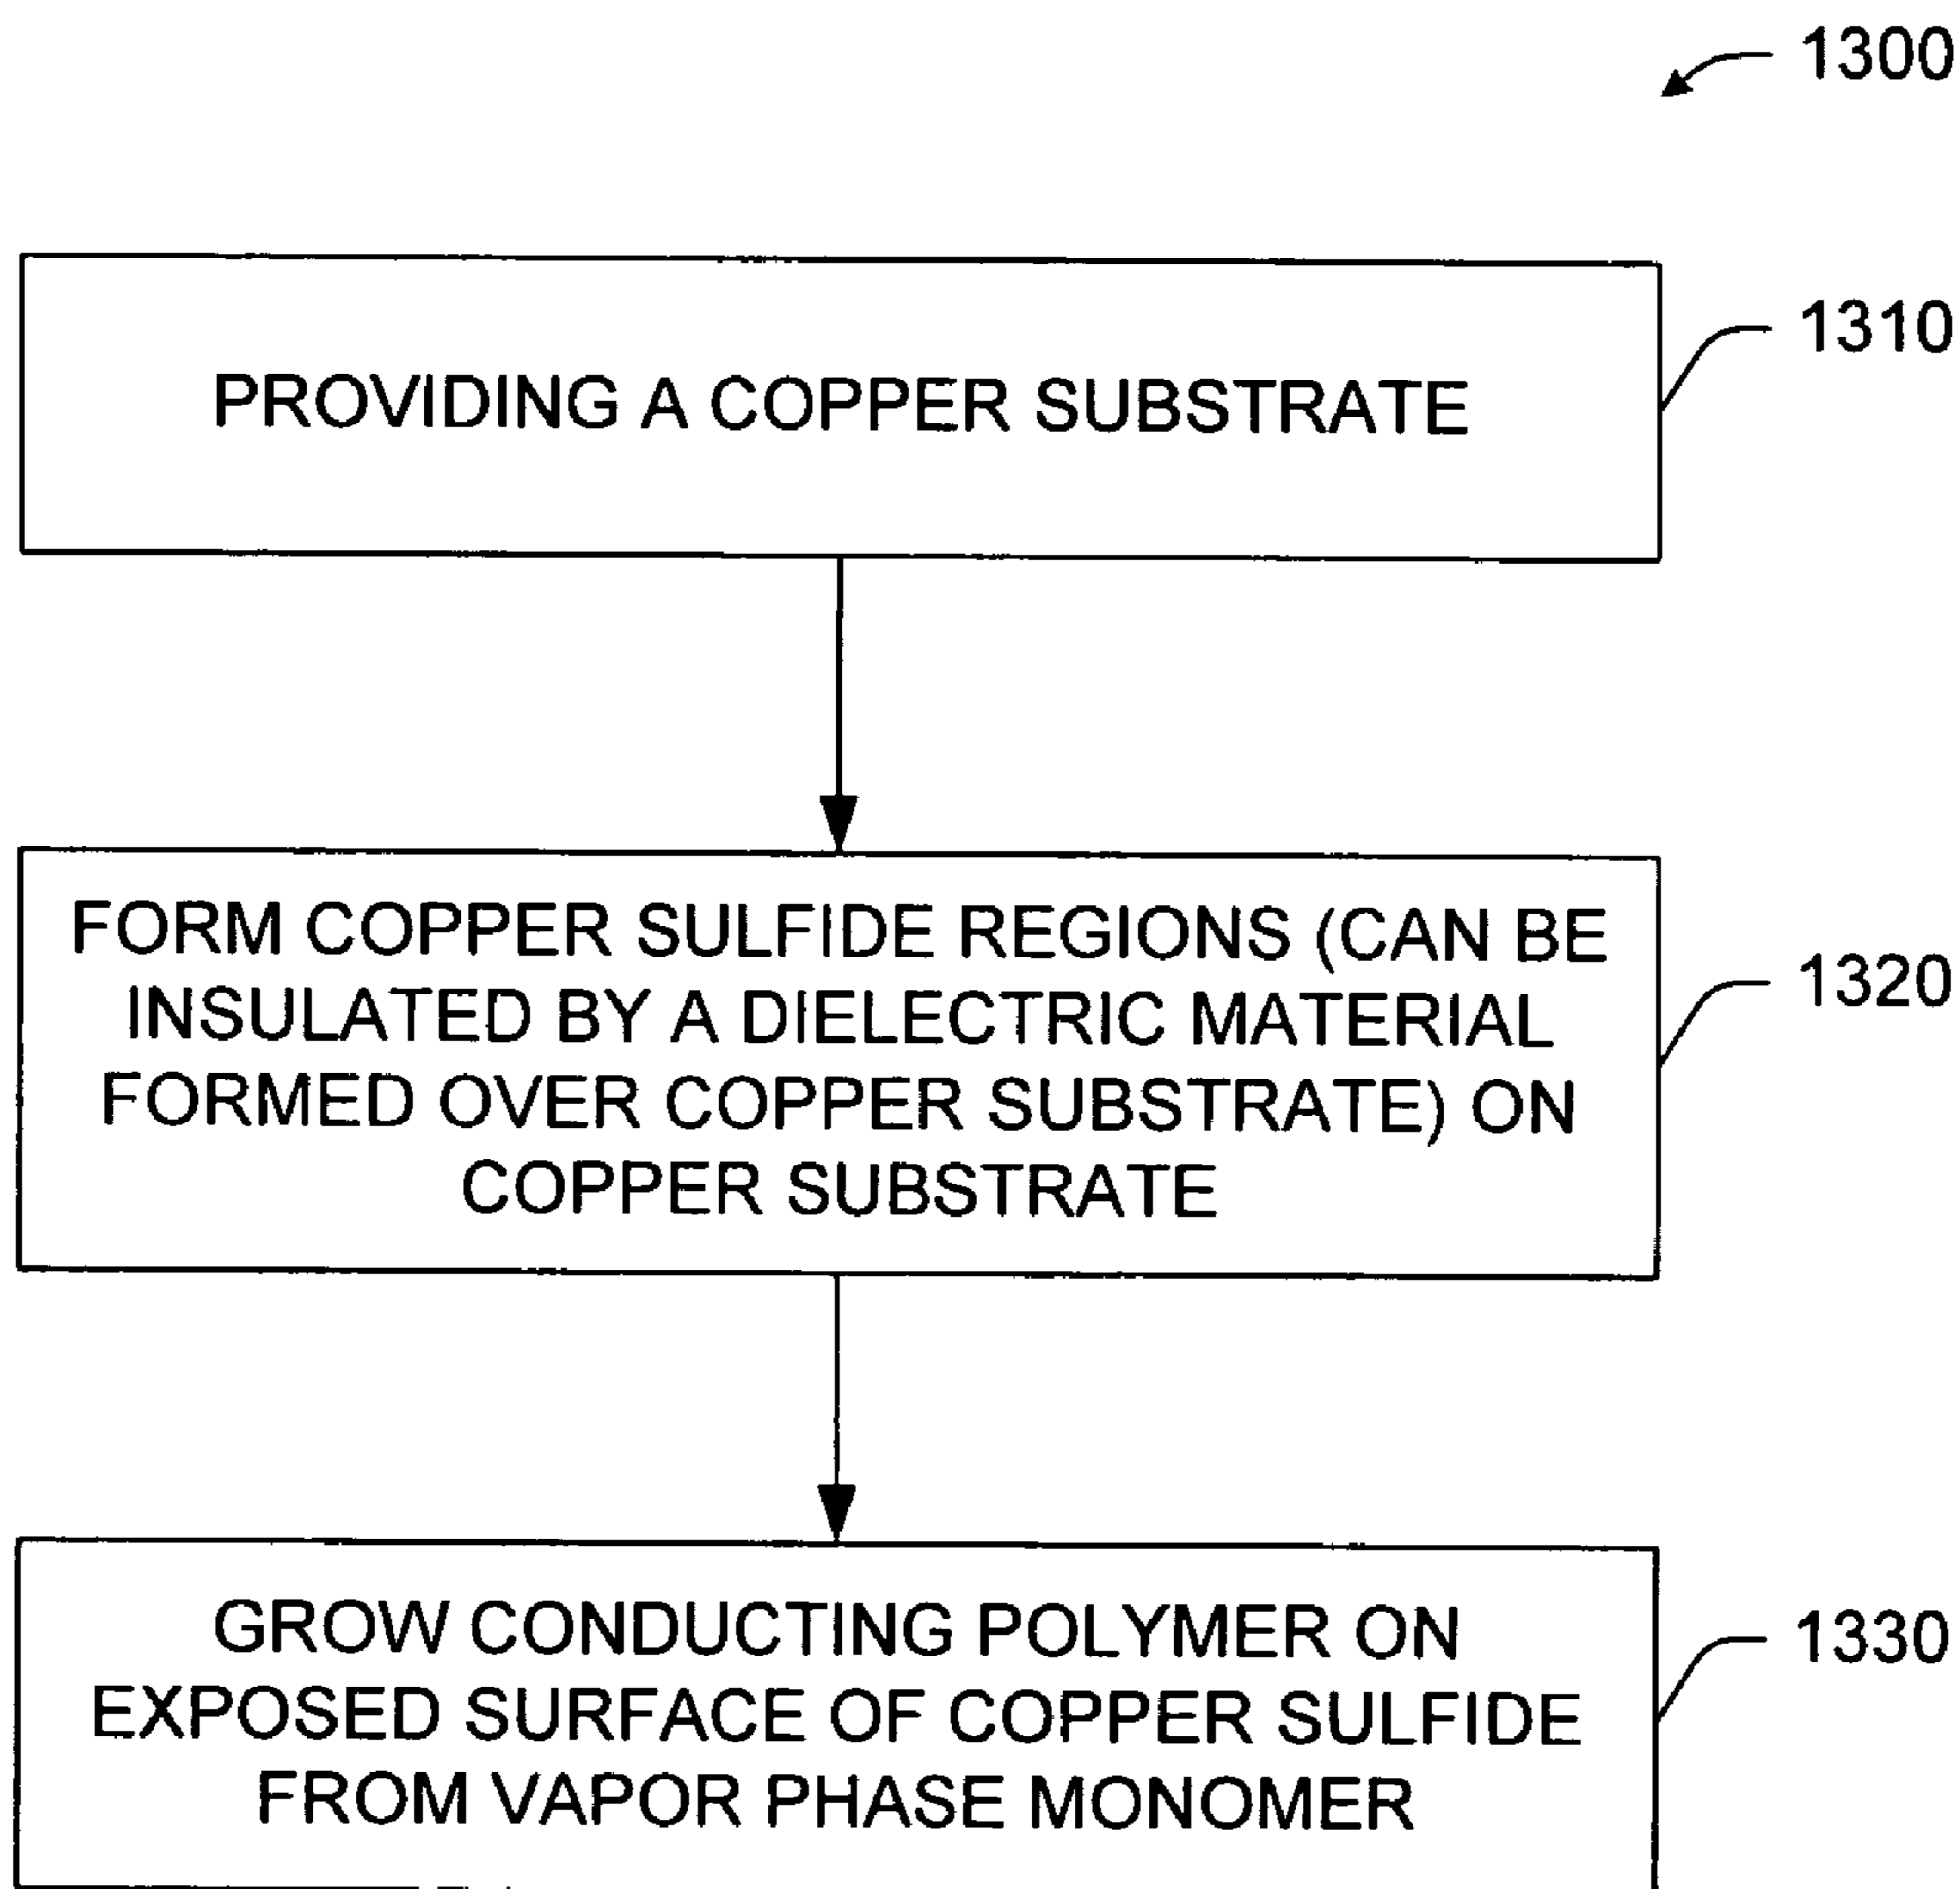 1300
1310
PROVIDING A COPPER SUBSTRATE
FORM COPPER SULFIDE REGIONS (CAN BE
INSULATED BY A DIELECTRIC MATERIAL
FORMED OVER COPPER SUBSTRATE) ON
COPPER SUBSTRATE
1320
GROW CONDUCTING POLYMER ON
EXPOSED SURFACE OF COPPER SULFIDE
FROM VAPOR PHASE MONOMER
1330